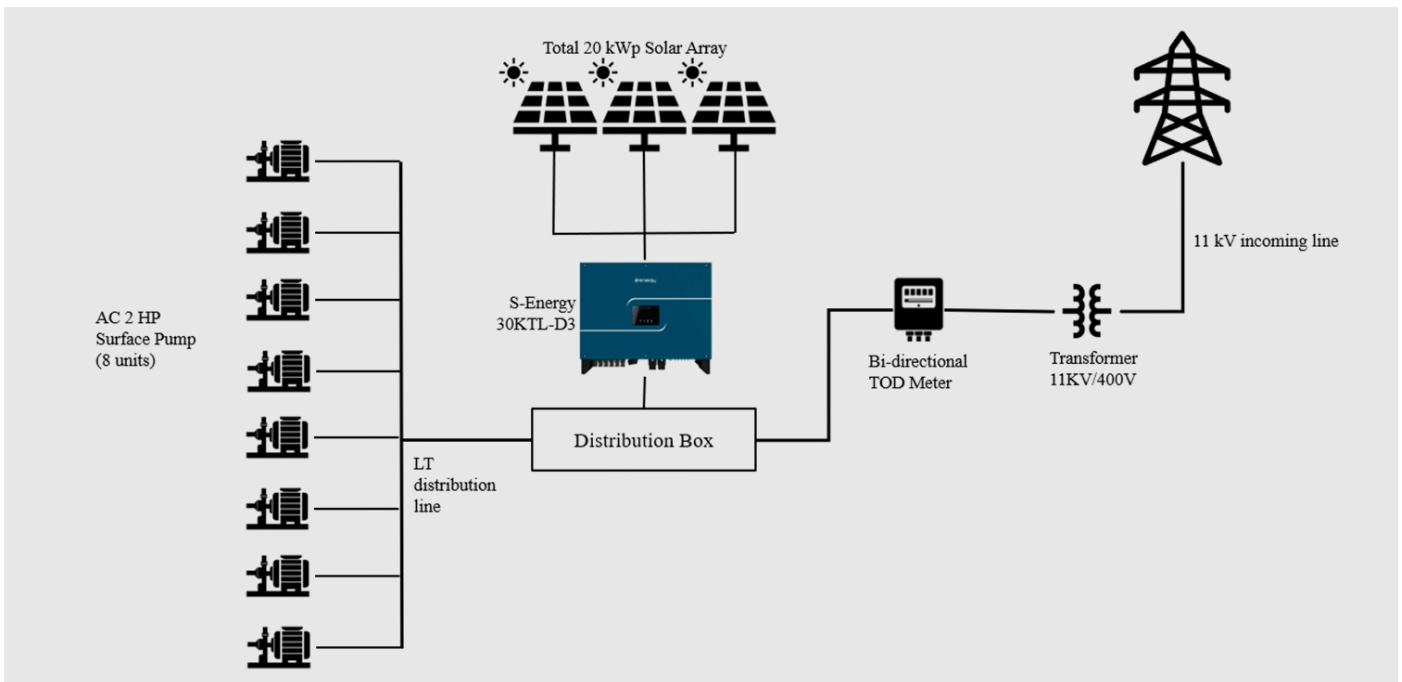 Total 20 kWp Solar Array
11 kV incoming line
S-Energy
30KTL-D3
AC 2 HP
Surface Pump
(8 units)
Bi-directional
TOD Meter
Transformer
11KV/400V
Distribution Box
LT
distribution
line